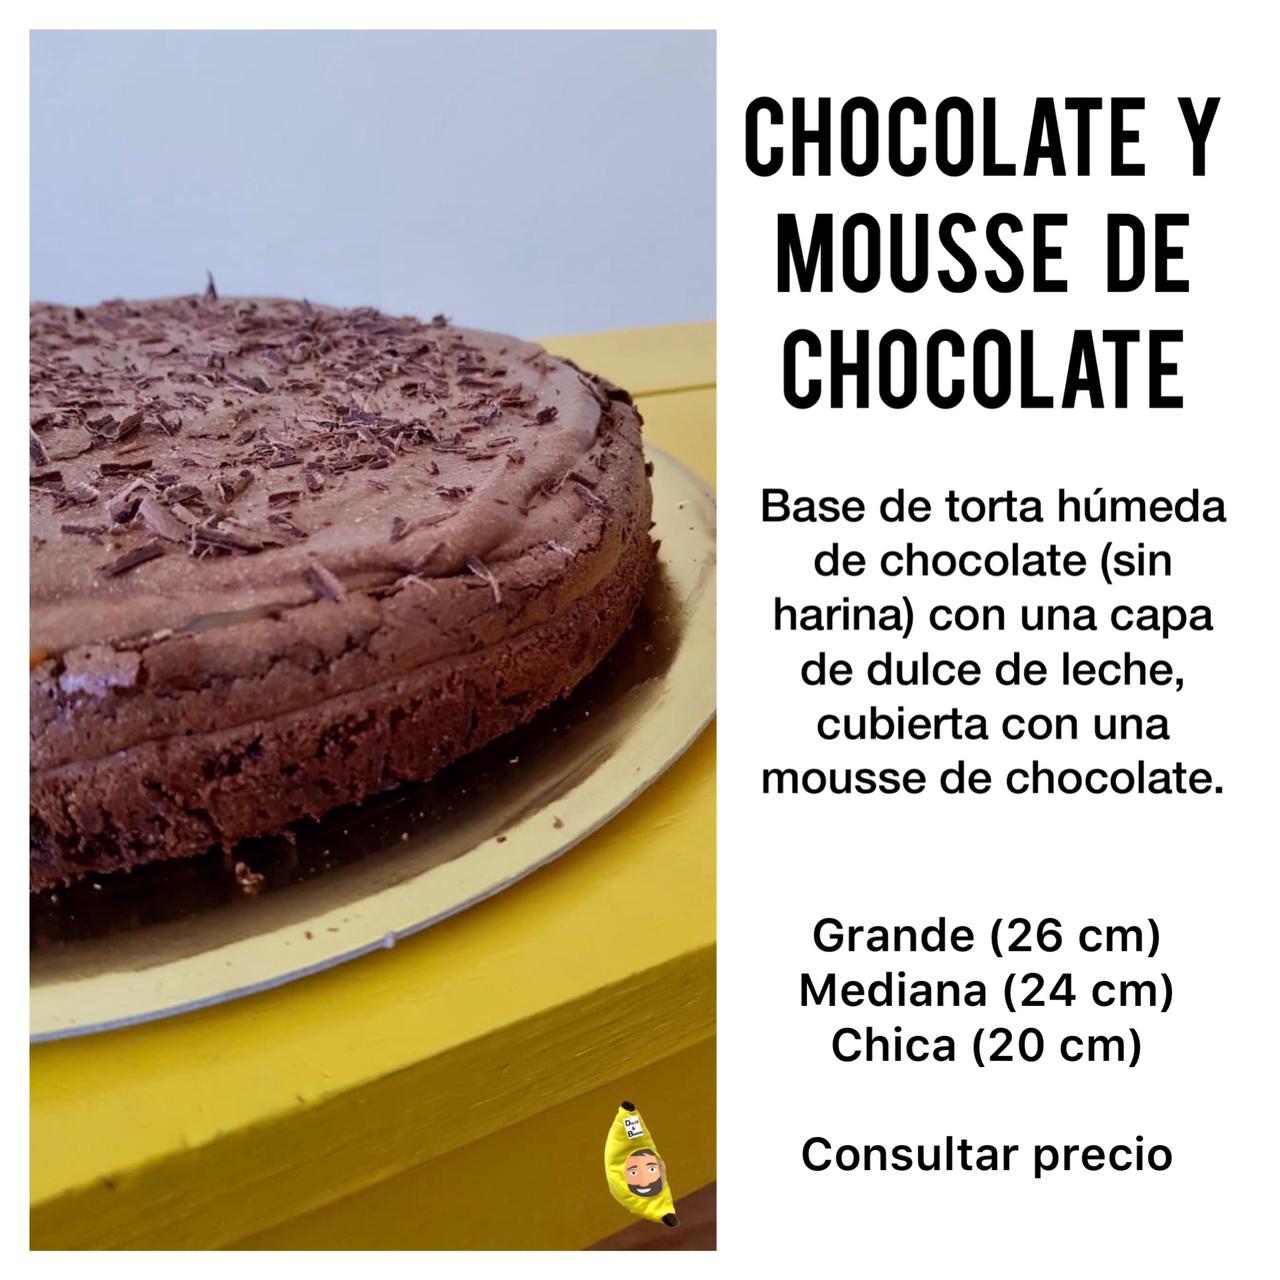 CHOCOLATE Y
MOUSSE DE
CHOCOLATE
Base de torta húmeda
de chocolate (sin
harina) con una capa
de dulce de leche,
cubierta con una
mousse de chocolate.
Grande (26 cm)
Mediana (24 cm)
Chica (20 cm)
Consultar precio